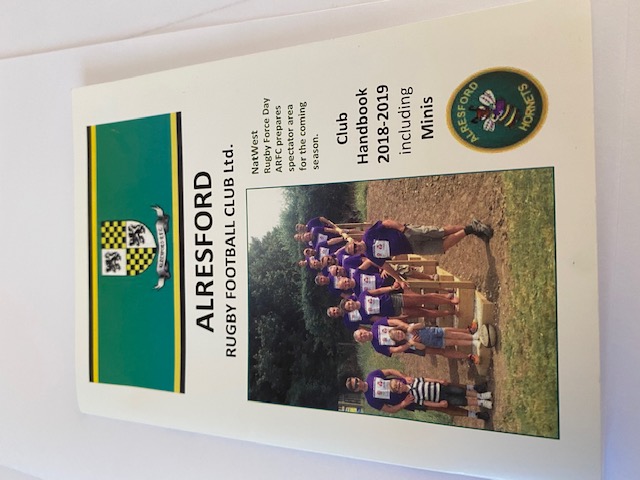 ALRESFORD
RUGBY FOOTBALL CLUB Ltd.
NatWest
Rugby Force Day
ARFC prepares
spectator area
for the coming
season.
Club
Handbook
2018-2019
including
Minis
ALRESFORD
HORNETS